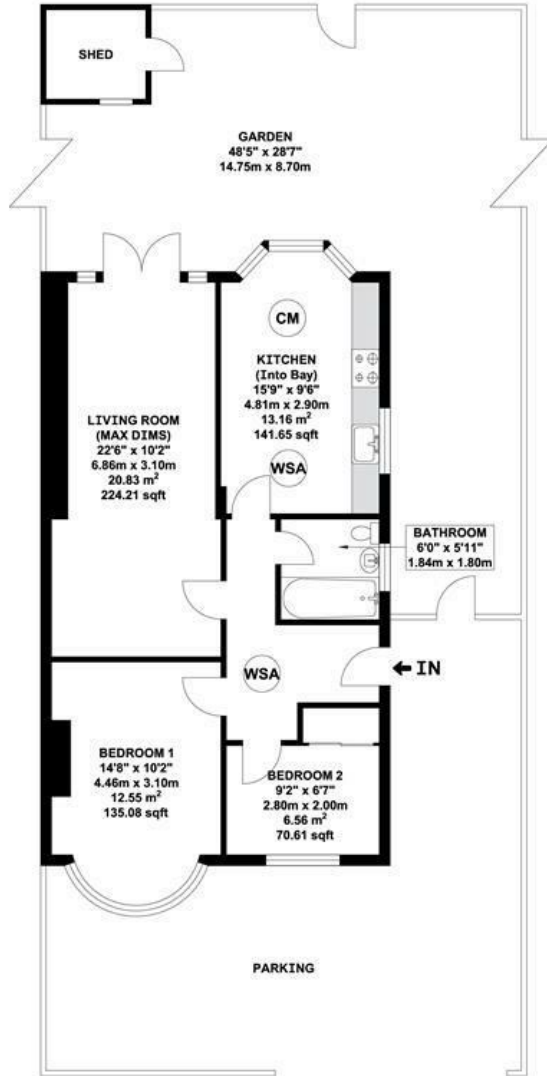 SHED
GARDEN
48'5" x 28'7"
14.75m x 8.70m
CM
KITCHEN
(Into Bay)
15'9" x 9'6"
4.81m x 2.90m
13.16 m²
141.65 sqft
WSA
LIVING ROOM
(MAX DIMS)
22'6" x 10'2"
6.86m x 3.10m
20.83 m²
224.21 sqft
BATHROOM
6'0" x 5'11"
1.84m x 1.80m
IN
WSA
BEDROOM 1
14'8" x 10'2"
4.46m x 3.10m
12.55 m²
135.08 sqft
BEDROOM 2
9'2" x 6'7"
2.80m x 2.00m
6.56 m²
70.61 sqft
PARKING